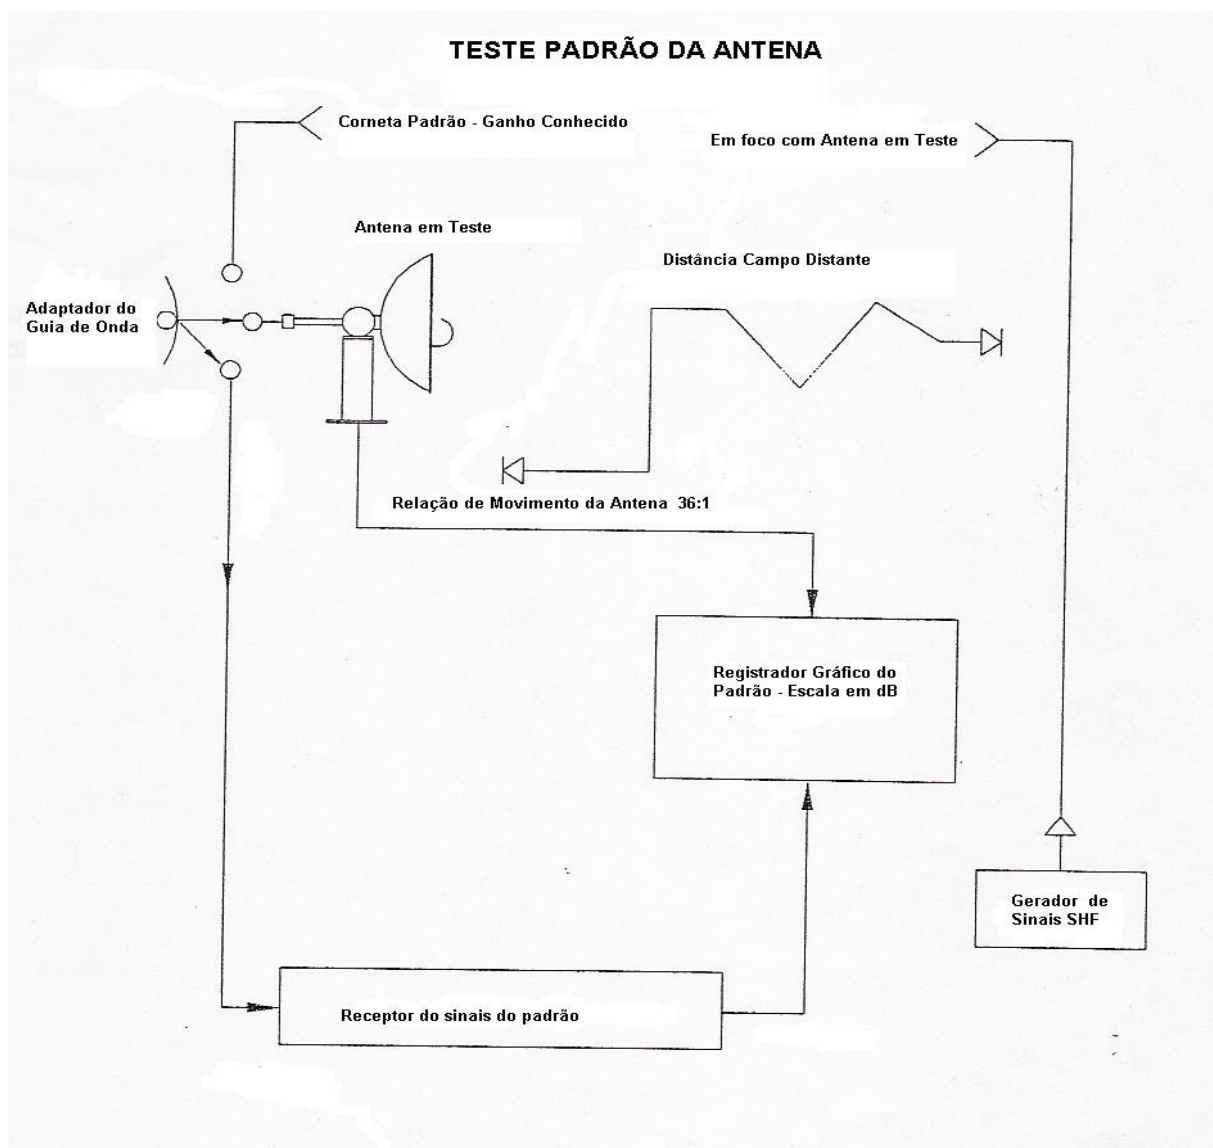 TESTE PADRÃO DA ANTENA
Corneta Padrão - Ganho Conhecido
Em foco com Antena em Teste
Antena em Teste
Distância Campo Distante
Adaptador do
Guia de Onda
Relação de Movimento da Antena 36:1
Registrador Gráfico do
Padrão - Escala em dB
Gerador de
Sinais SHF
Receptor do sinais do padrão